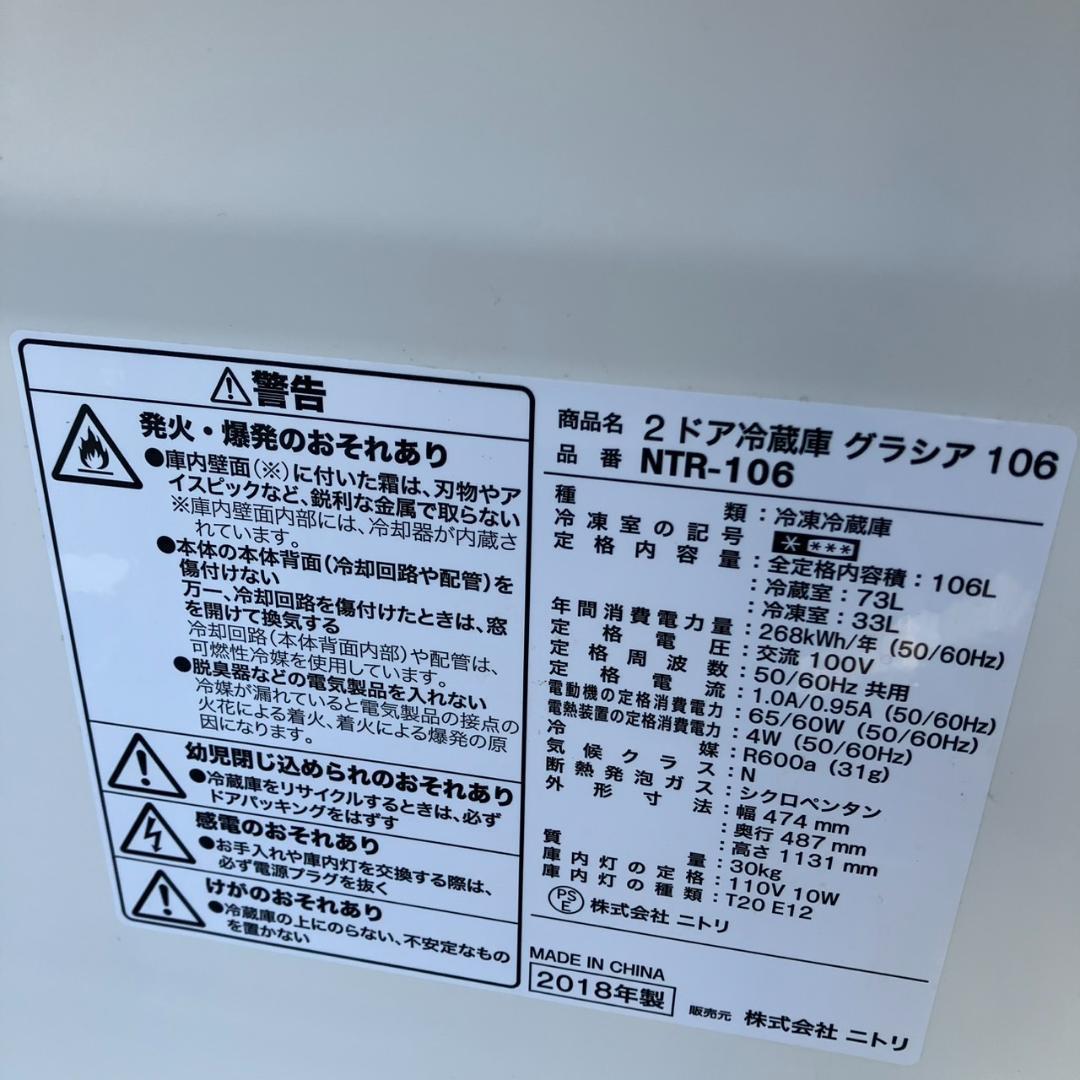 警告
発火・爆発のおそれあり
●庫内壁面(※)に付いた霜は、刃物やア
イスピックなど、鋭利な金属で取らない
※庫内壁面内部には、冷却器が内蔵さ
れています。
●本体の本体背面(冷却回路や配管)を
傷付けない
万一、冷却回路を傷付けたときは、窓
を開けて換気する
冷却回路(本体背面内部)や配管は、
可燃性冷媒を使用しています。
●脱臭器などの電気製品を入れない
冷媒が漏れていると電気製品の接点の
火花による着火、着火による爆発の原
因になります。
幼児閉じ込められのおそれあり
●冷蔵庫をリサイクルするときは、必ず
ドアパッキングをはずす
感電のおそれあり
●お手入れや庫内灯を交換する際は、
必ず電源プラグを抜く
けがのおそれあり
●冷蔵庫の上にのらない、不安定なもの
を置かない
商品名 2ドア冷蔵庫 グラシア 106
品番 NTR-106
種類:冷凍冷蔵庫
冷凍室の記号
定格内容量:全定格内容積:106L
:冷蔵室:73L
:冷凍室:33L
年間消費電力量:268kWh/年 (50/60Hz)
定格電圧:交流 100V
定格周波数:50/60Hz 共用
定格電流:1.0A/0.95A (50/60Hz)
電動機の定格消費電力:65/60W (50/60Hz)
電熱装置の定格消費電力:4W (50/60Hz)
冷媒:R600a (31g)
気候クラス:N
断熱発泡ガス:シクロペンタン
外形寸法:幅 474 mm
:奥行 487 mm
:高さ 1131 mm
質量:30kg
庫内灯の定格:110V 10W
庫内灯の種類:T20 E12
PSE 株式会社 ニトリ
MADE IN CHINA
2018年製
販売元 株式会社 ニトリ